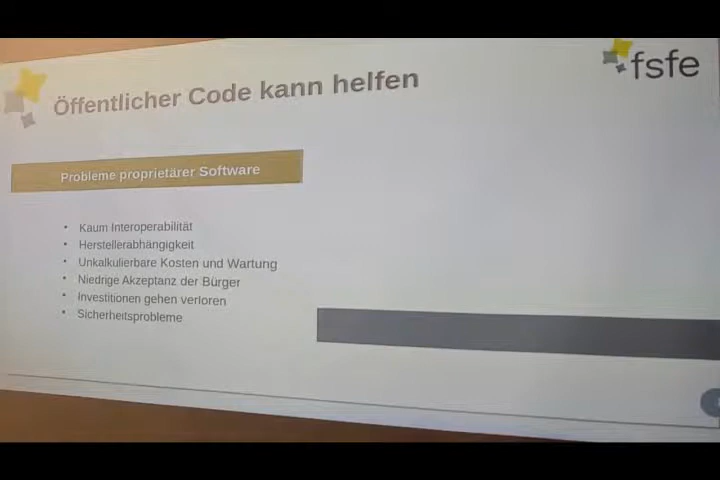 Öffentlicher Code kann helfen
fsfe
Probleme proprietärer Software
• Kaum Interoperabilität
• Herstellerabhängigkeit
• Unkalkulierbare Kosten und Wartung
• Niedrige Akzeptanz der Bürger
• Investitionen gehen verloren
• Sicherheitsprobleme